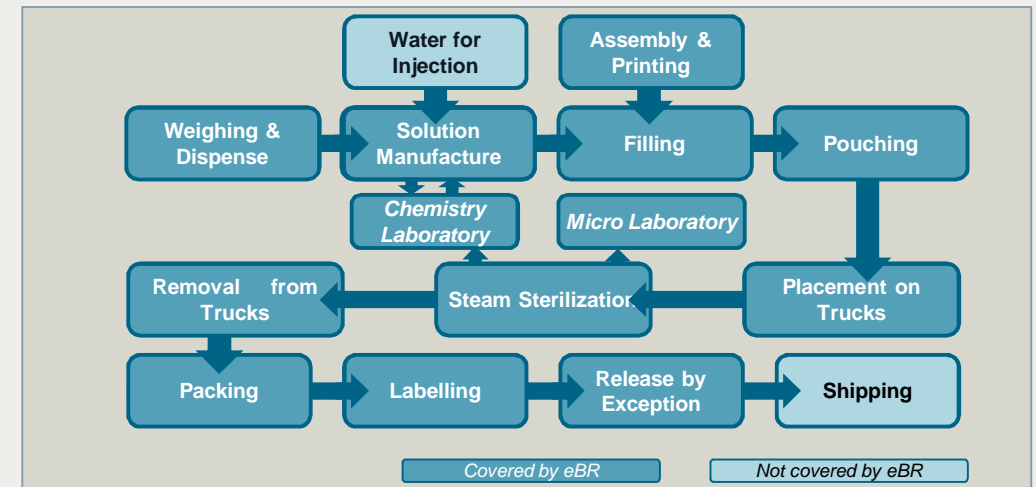 Water for
Injection
Assembly &
Printing
Weighing &
Dispense
Solution
Manufacture
Filling
Pouching
Chemistry
Laboratory
Micro Laboratory
Removal from
Trucks
Steam Sterilization
Placement on
Trucks
Packing
Labelling
Release by
Exception
Shipping
Covered by eBR
Not covered by eBR